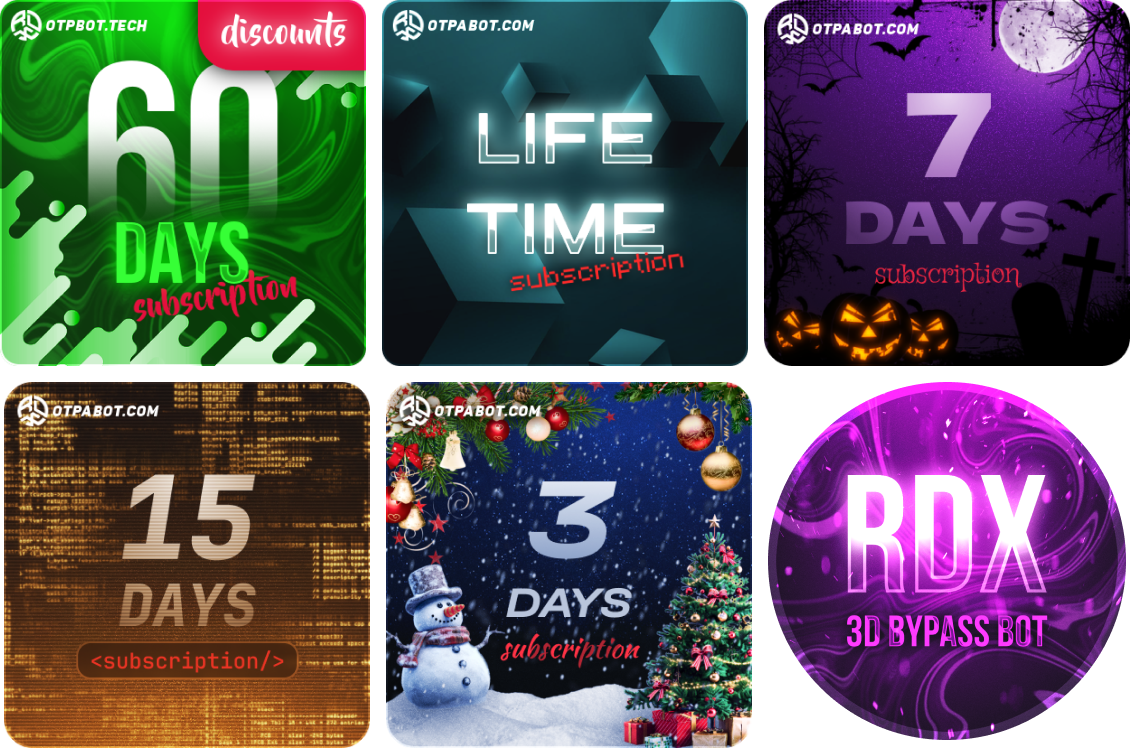 OTPBOT.TECH
discounts
60
DAYS
subscription
OTPABOT.COM
LIFE
TIME
subscription
OTPABOT.COM
7
DAYS
subscription
OTPABOT.COM
15
DAYS
<subscription/>
OTPABOT.COM
3
DAYS
subscription
RDX
3D BYPASS BOT